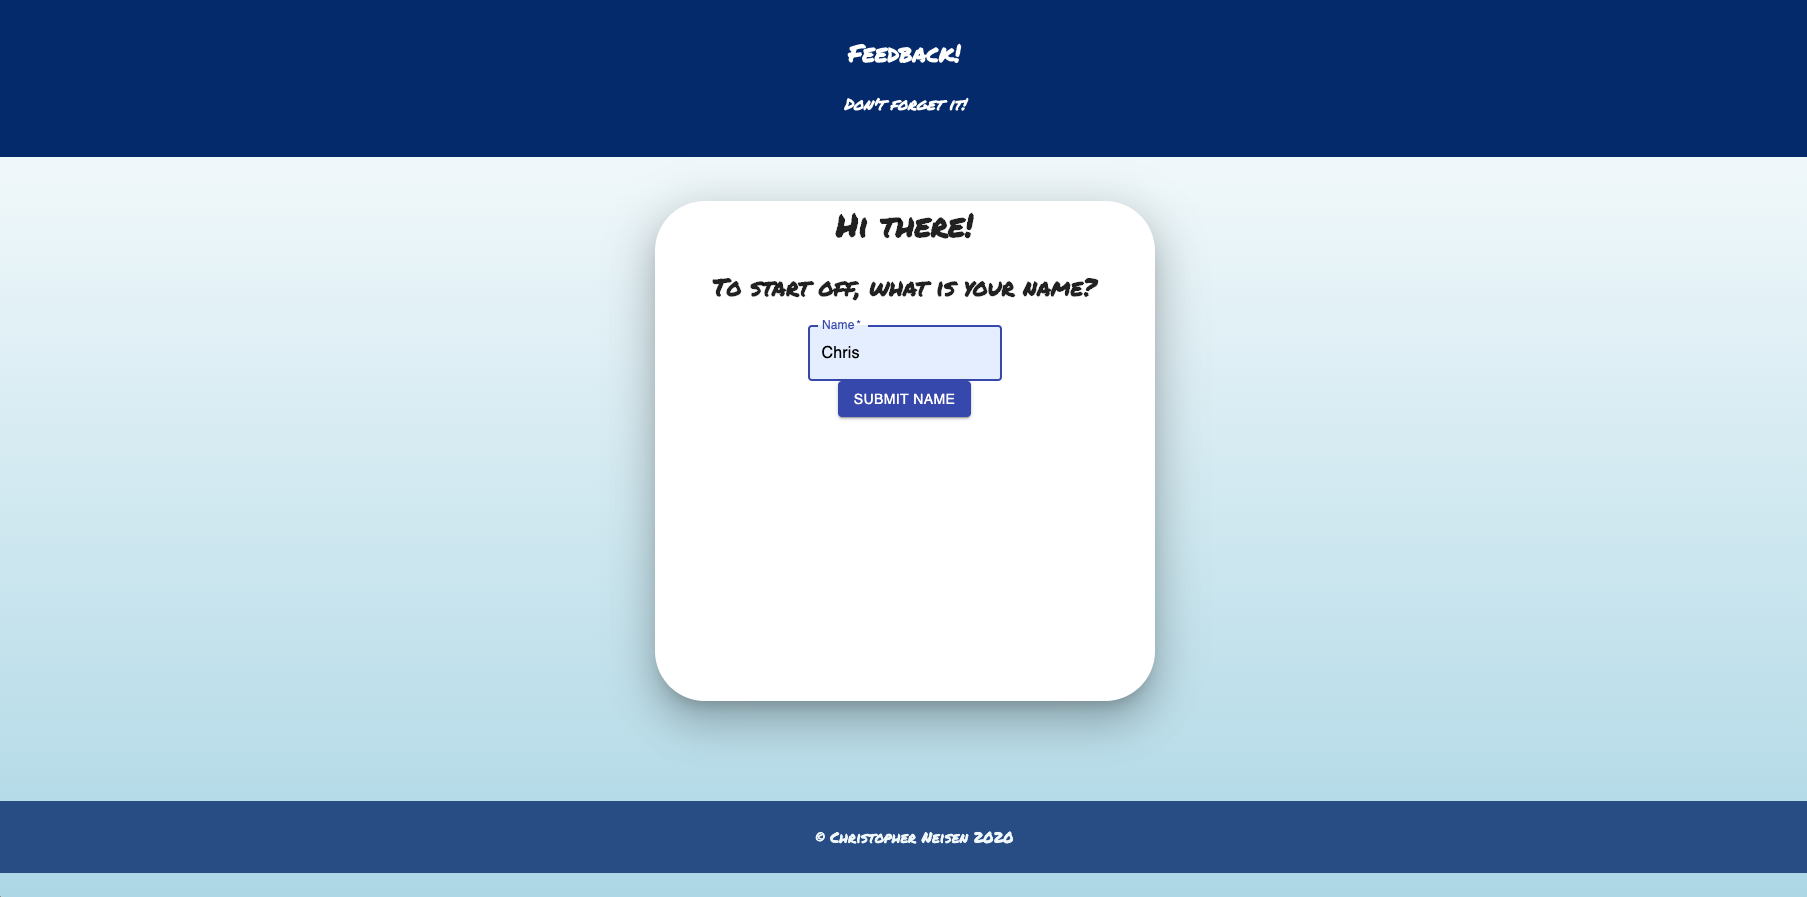 Feedback!
Don't forget it!
Hi there!
To start off, what is your name?
Name *
Chris
SUBMIT NAME
© Christopher Neisen 2020